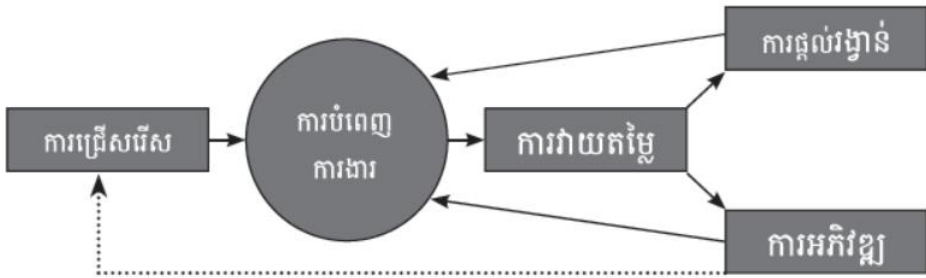 ការផ្តល់រង្វាន់
ការជ្រើសរើស
ការបំពេញ
ការងារ
ការវាយតម្លៃ
ការអភិវឌ្ឍ